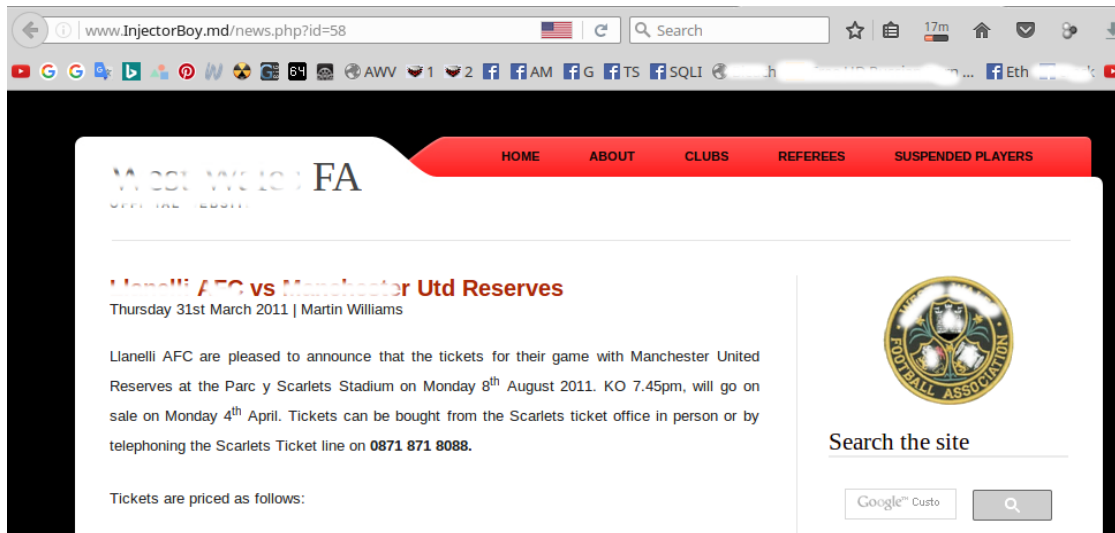 www.InjectorBoy.md/news.php?id=58
Search
17m
64 AWV 1 2 AM G TS SQLI ... Eth
HOME ABOUT CLUBS REFEREES SUSPENDED PLAYERS
FA
Llanelli AFC vs Manchester Utd Reserves
Thursday 31st March 2011 | Martin Williams
Llanelli AFC are pleased to announce that the tickets for their game with Manchester United
Reserves at the Parc y Scarlets Stadium on Monday 8th August 2011. KO 7.45pm, will go on
sale on Monday 4th April. Tickets can be bought from the Scarlets ticket office in person or by
telephoning the Scarlets Ticket line on 0871 871 8088.
Tickets are priced as follows:
FOOTBALL ASSOCIATION
Search the site
Google™ Custo